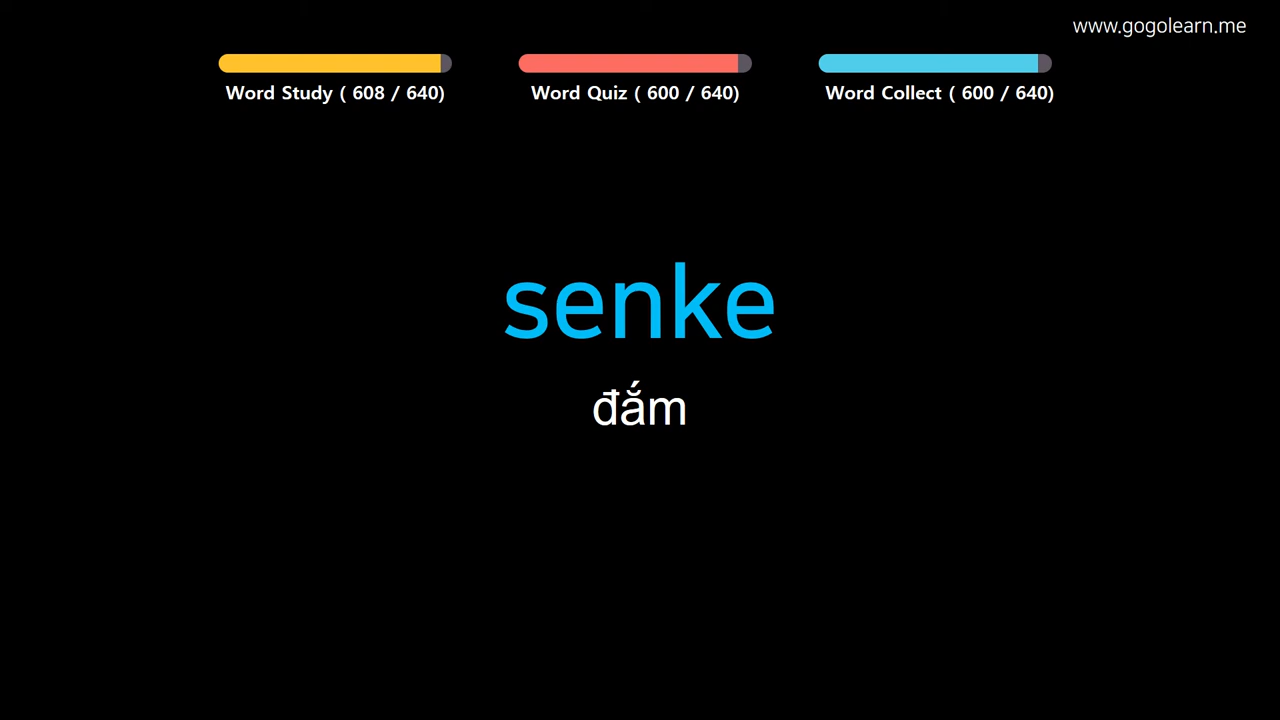 www.gogolearn.me
Word Study ( 608 / 640)
Word Quiz ( 600 / 640)
Word Collect ( 600 / 640)
senke
đắm